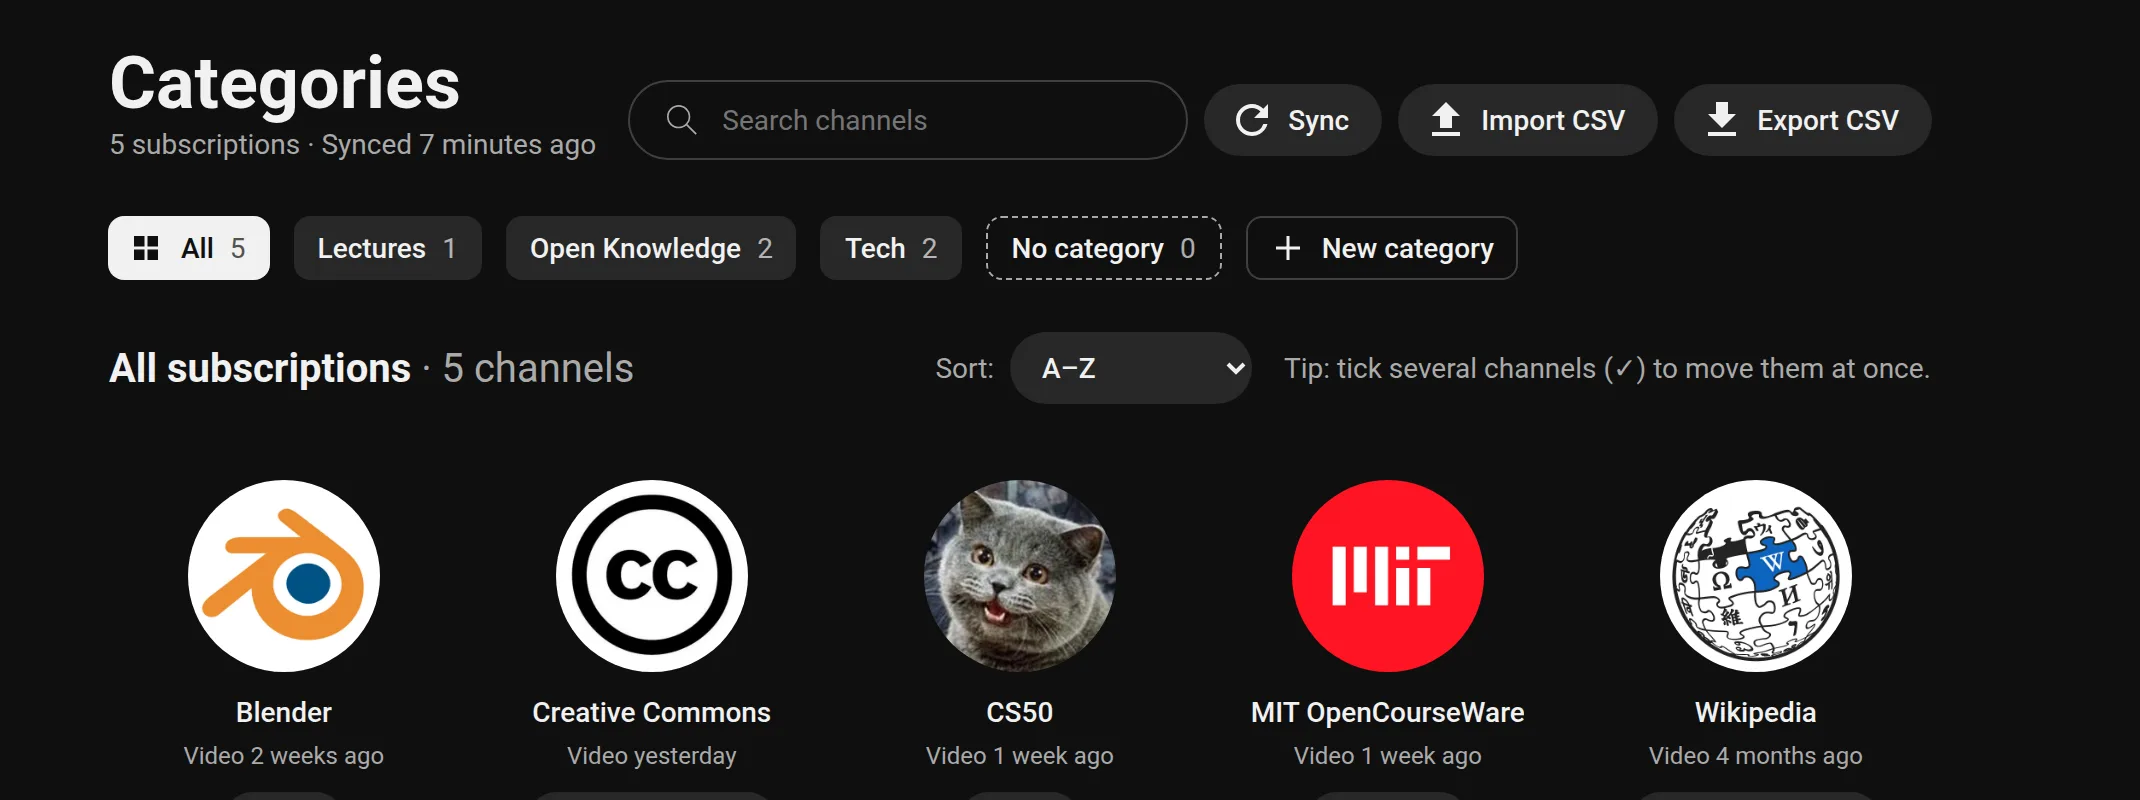 Categories
5 subscriptions · Synced 7 minutes ago
Search channels
Sync
Import CSV
Export CSV
All 5
Lectures 1
Open Knowledge 2
Tech 2
No category 0
New category
All subscriptions · 5 channels
Sort: A–Z
Tip: tick several channels (✓) to move them at once.
CC
MIT
W
Ω
И
維
Blender
Creative Commons
CS50
MIT OpenCourseWare
Wikipedia
Video 2 weeks ago
Video yesterday
Video 1 week ago
Video 1 week ago
Video 4 months ago